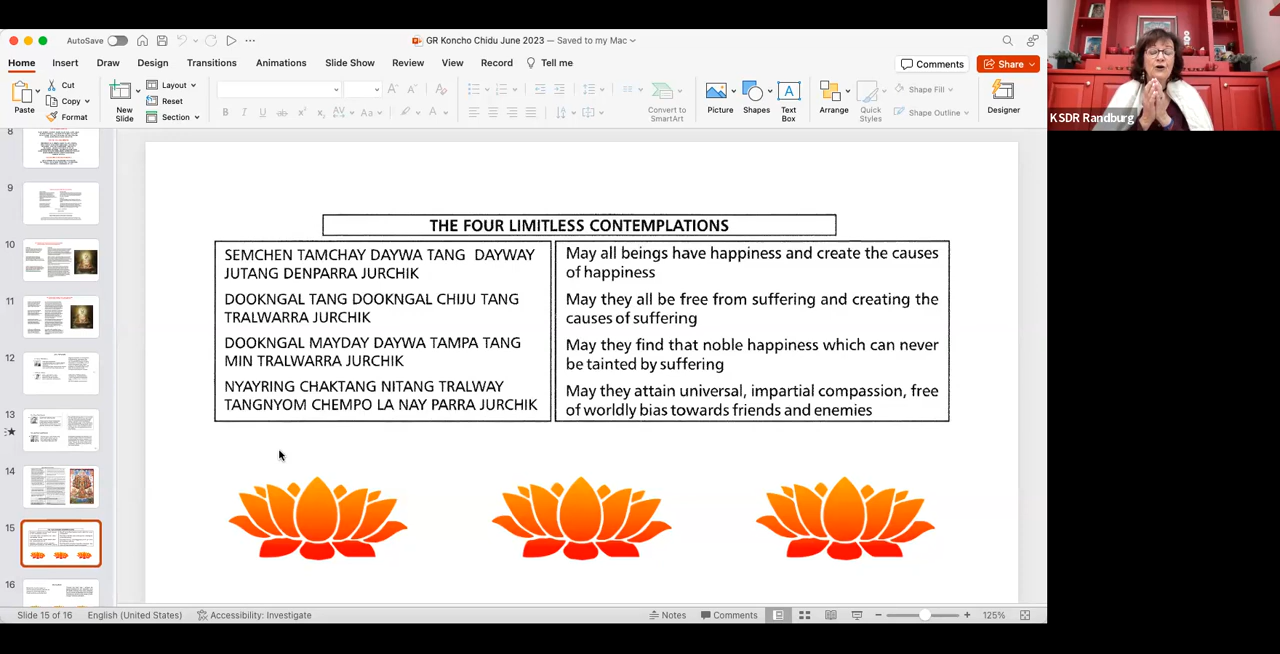 AutoSave
GR Koncho Chidu June 2023 — Saved to my Mac
Home Insert Draw Design Transitions Animations Slide Show Review View Record Tell me
Comments Share
Paste
Cut
Copy
Format
New Slide
Layout
Reset
Section
B I U ab x x AV Aa A
Convert to SmartArt
Picture
Shapes
Text Box
Arrange
Quick Styles
Shape Fill
Shape Outline
Designer
KSDR Randburg
8
9
10
11
12
13
14
15
16
THE FOUR LIMITLESS CONTEMPLATIONS
SEMCHEN TAMCHAY DAYWA TANG DAYWAY
JUTANG DENPARRA JURCHIK
DOOKNGAL TANG DOOKNGAL CHIJU TANG
TRALWARRA JURCHIK
DOOKNGAL MAYDAY DAYWA TAMPA TANG
MIN TRALWARRA JURCHIK
NYAYRING CHAKTANG NITANG TRALWAY
TANGNYOM CHEMPO LA NAY PARRA JURCHIK
May all beings have happiness and create the causes
of happiness
May they all be free from suffering and creating the
causes of suffering
May they find that noble happiness which can never
be tainted by suffering
May they attain universal, impartial compassion, free
of worldly bias towards friends and enemies
Slide 15 of 16 English (United States) Accessibility: Investigate
Notes Comments 125%